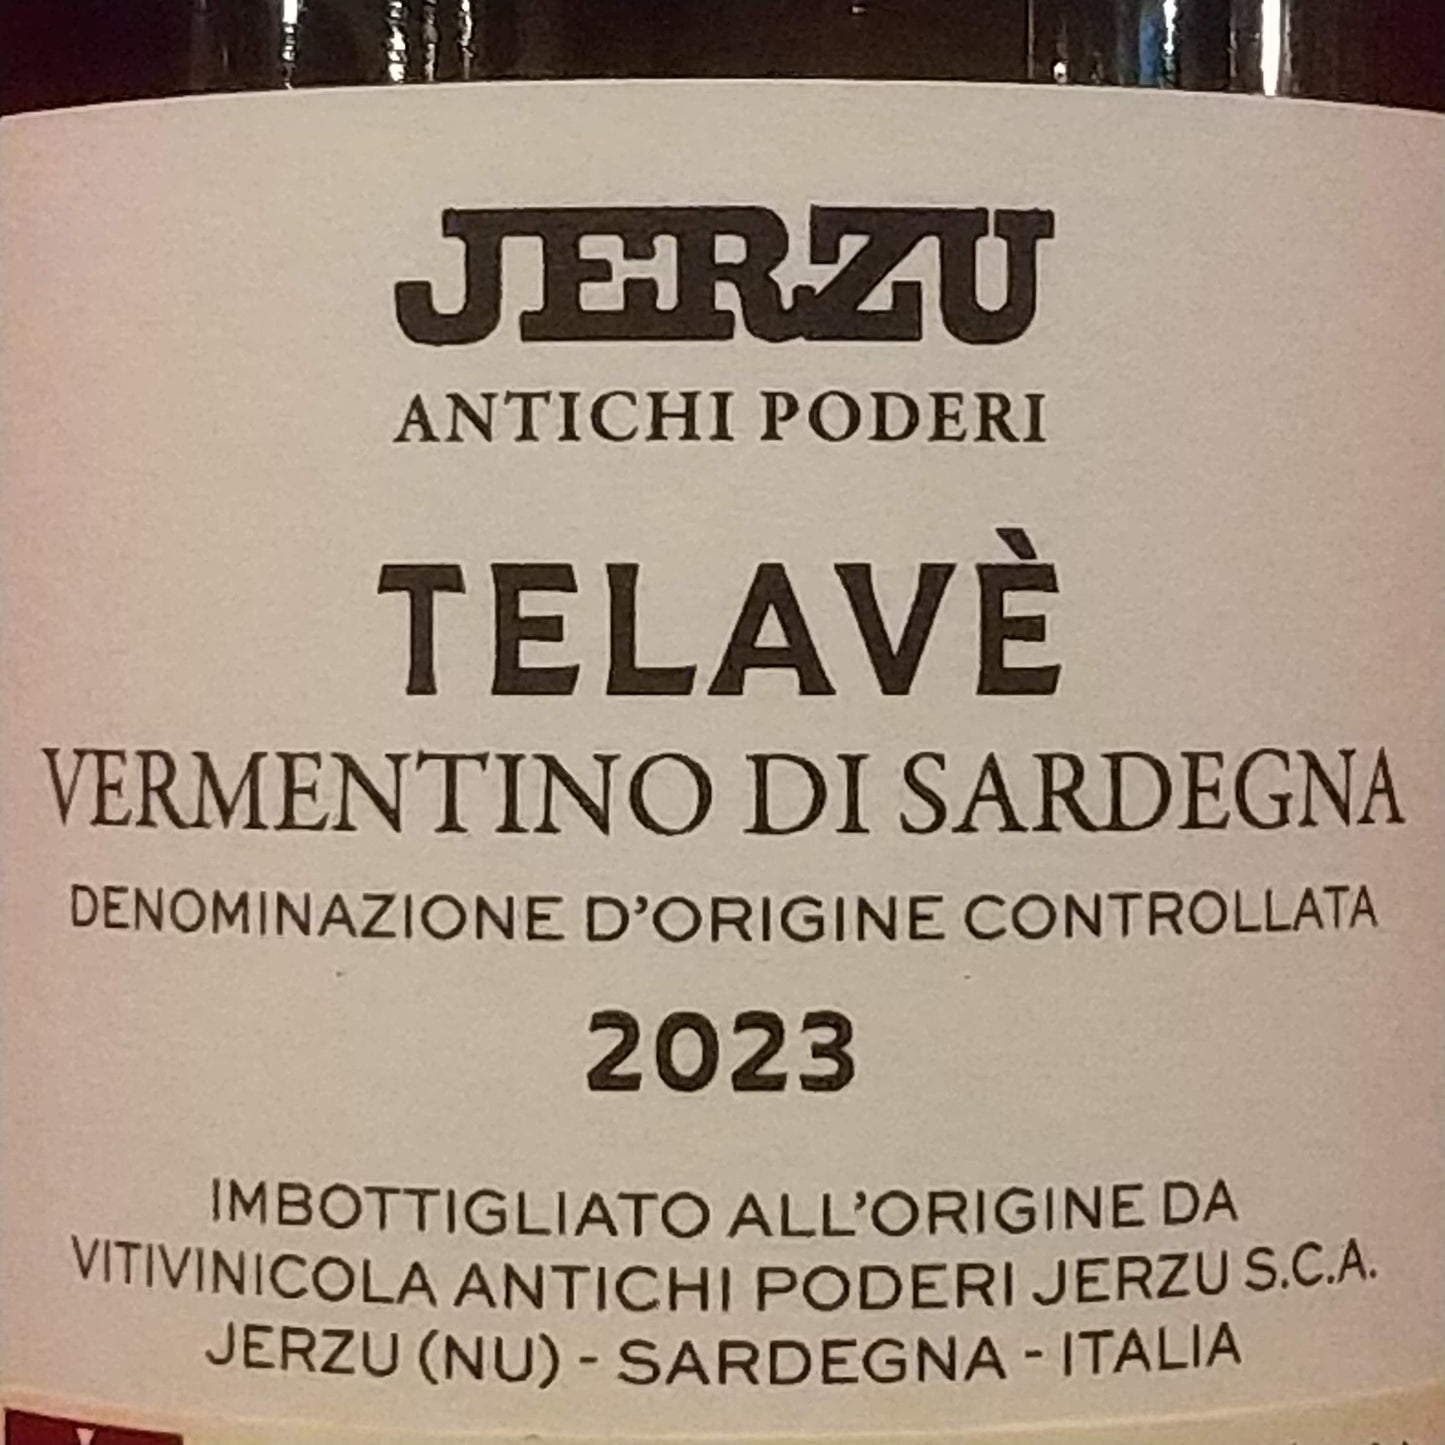 JERZU
ANTICHI PODERI
TELAVÈ
VERMENTINO DI SARDEGNA
DENOMINAZIONE D'ORIGINE CONTROLLATA
2023
IMBOTTIGLIATO ALL'ORIGINE DA
VITIVINICOLA ANTICHI PODERI JERZU S.C.A.
JERZU (NU) - SARDEGNA - ITALIA